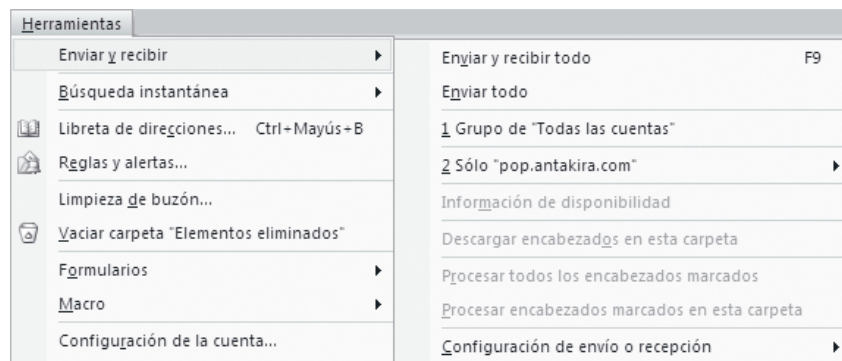 Herramientas
Enviar y recibir
Búsqueda instantánea
Libreta de direcciones... Ctrl+Mayús+B
Reglas y alertas...
Limpieza de buzón...
Vaciar carpeta "Elementos eliminados"
Formularios
Macro
Configuración de la cuenta...
Enviar y recibir todo F9
Enviar todo
1 Grupo de "Todas las cuentas"
2 Sólo "pop.antakira.com"
Información de disponibilidad
Descargar encabezados en esta carpeta
Procesar todos los encabezados marcados
Procesar encabezados marcados en esta carpeta
Configuración de envío o recepción